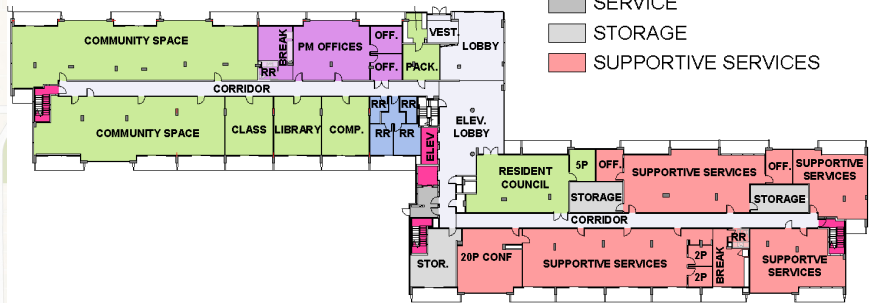 SERVICE
STORAGE
SUPPORTIVE SERVICES
COMMUNITY SPACE
BREAK
RR
PM OFFICES
OFF.
OFF.
PACK.
VEST.
LOBBY
CORRIDOR
COMMUNITY SPACE
CLASS
LIBRARY
COMP.
RR
RR
RR
RR
ELEV
ELEV.
LOBBY
RESIDENT
COUNCIL
5P
OFF.
STORAGE
SUPPORTIVE SERVICES
OFF.
STORAGE
SUPPORTIVE
SERVICES
CORRIDOR
STOR.
20P CONF
SUPPORTIVE SERVICES
2P
2P
BREAK
RR
SUPPORTVE
SERVICES